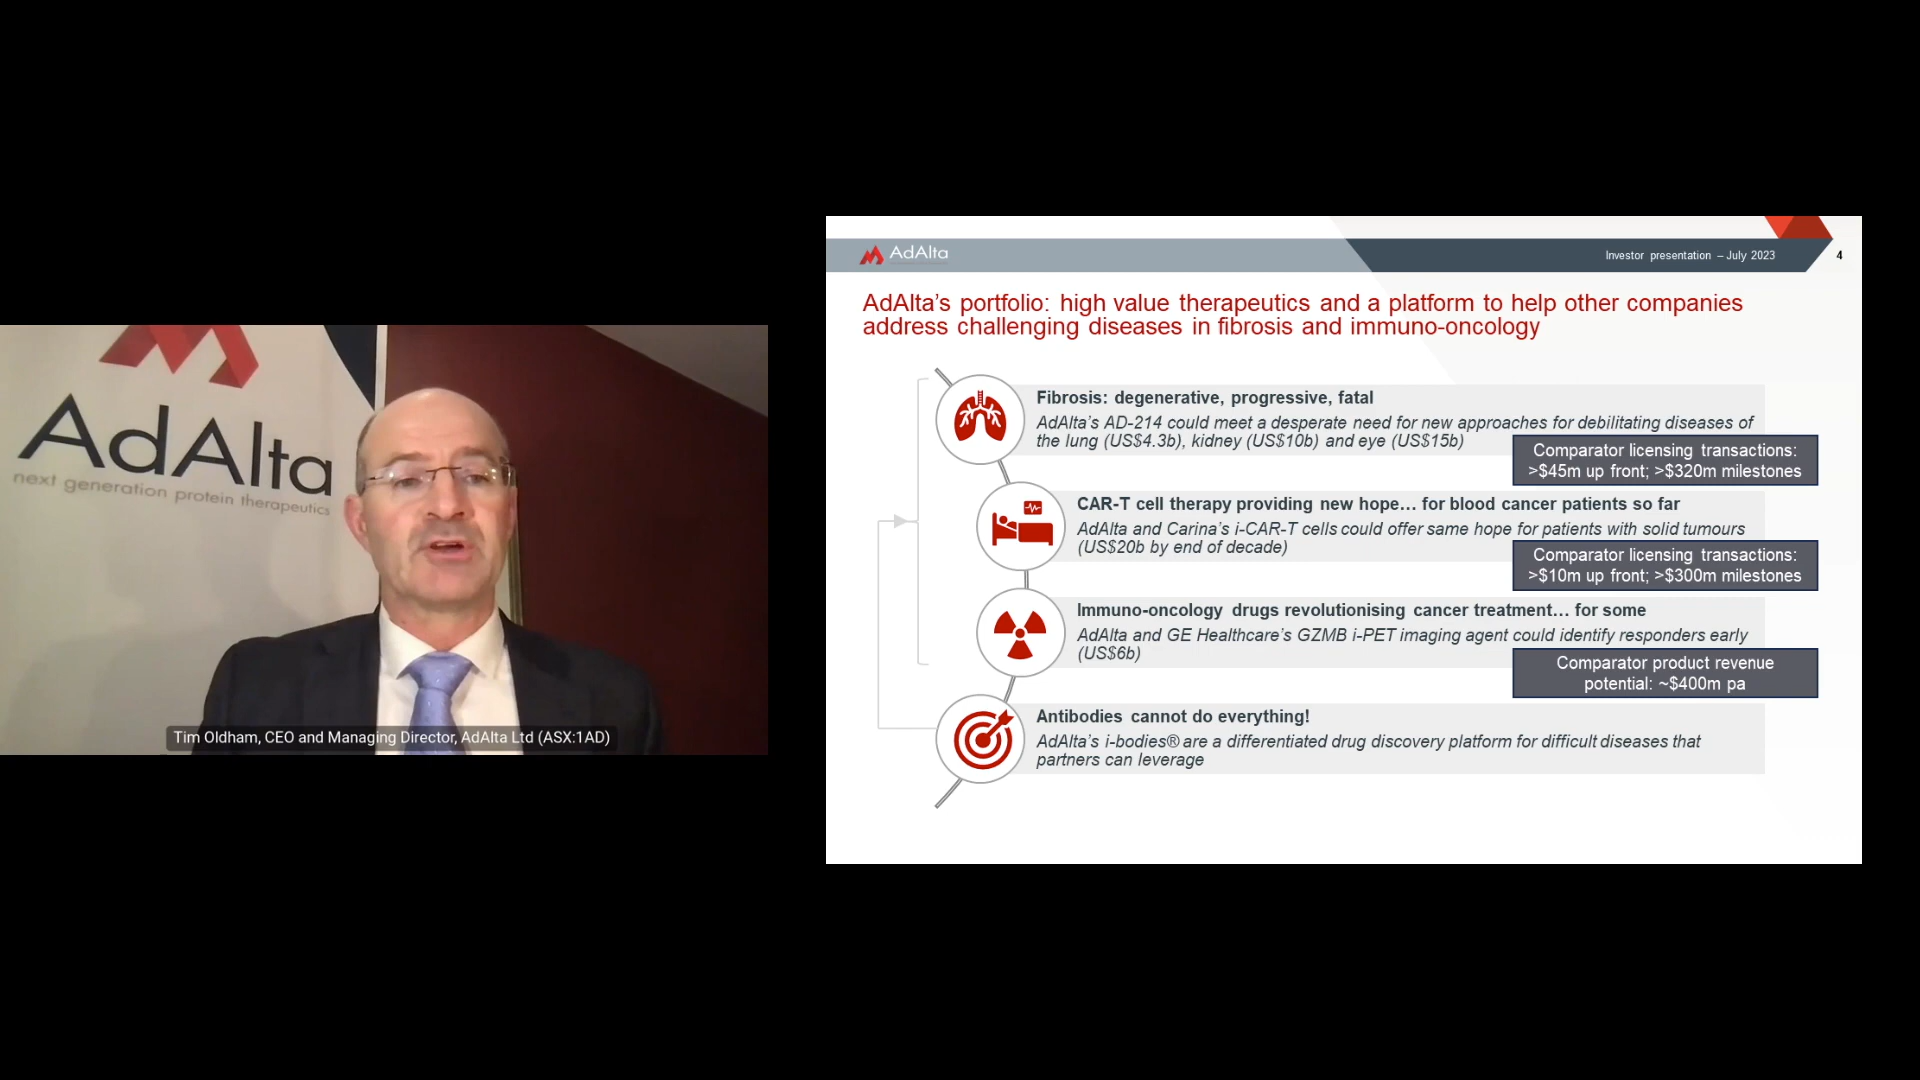 AdAlta
next generation protein therapeutics
Tim Oldham, CEO and Managing Director, AdAlta Ltd (ASX:1AD)
AdAlta
Investor presentation – July 2023
4
AdAlta’s portfolio: high value therapeutics and a platform to help other companies
address challenging diseases in fibrosis and immuno-oncology
Fibrosis: degenerative, progressive, fatal
AdAlta’s AD-214 could meet a desperate need for new approaches for debilitating diseases of
the lung (US$4.3b), kidney (US$10b) and eye (US$15b)
Comparator licensing transactions:
>$45m up front; >$320m milestones
CAR-T cell therapy providing new hope… for blood cancer patients so far
AdAlta and Carina’s i-CAR-T cells could offer same hope for patients with solid tumours
(US$20b by end of decade)
Comparator licensing transactions:
>$10m up front; >$300m milestones
Immuno-oncology drugs revolutionising cancer treatment… for some
AdAlta and GE Healthcare’s GZMB i-PET imaging agent could identify responders early
(US$6b)
Comparator product revenue
potential: ~$400m pa
Antibodies cannot do everything!
AdAlta’s i-bodies® are a differentiated drug discovery platform for difficult diseases that
partners can leverage